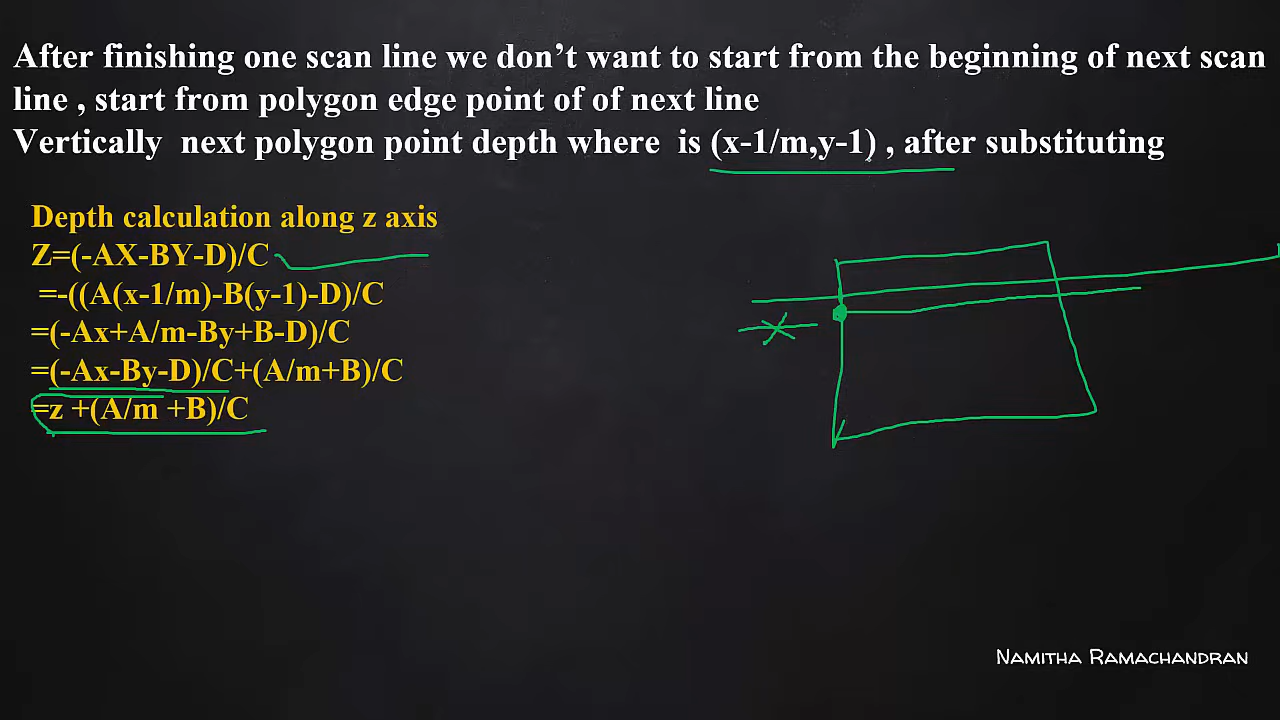 After finishing one scan line we don’t want to start from the beginning of next scan
line , start from polygon edge point of of next line
Vertically next polygon point depth where is (x-1/m,y-1) , after substituting
Depth calculation along z axis
Z=(-AX-BY-D)/C
=-((A(x-1/m)-B(y-1)-D)/C
=(-Ax+A/m-By+B-D)/C
=(-Ax-By-D)/C+(A/m+B)/C
=z +(A/m +B)/C
Namitha Ramachandran